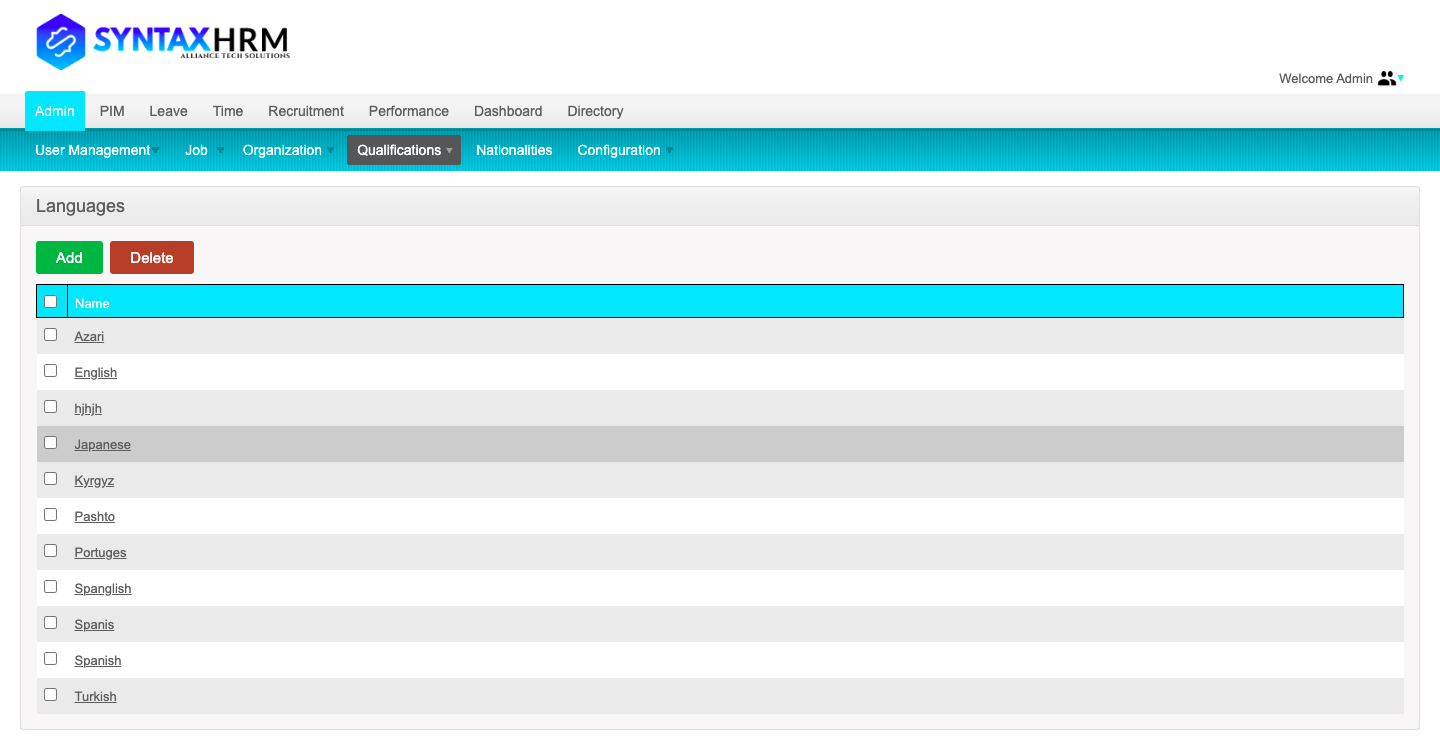 SYNTAXHRM
ALLIANCE TECH SOLUTIONS
Welcome Admin
Admin PIM Leave Time Recruitment Performance Dashboard Directory
User Management Job Organization Qualifications Nationalities Configuration
Languages
Add Delete
Name
Azari
English
hjhjh
Japanese
Kyrgyz
Pashto
Portuges
Spanglish
Spanis
Spanish
Turkish